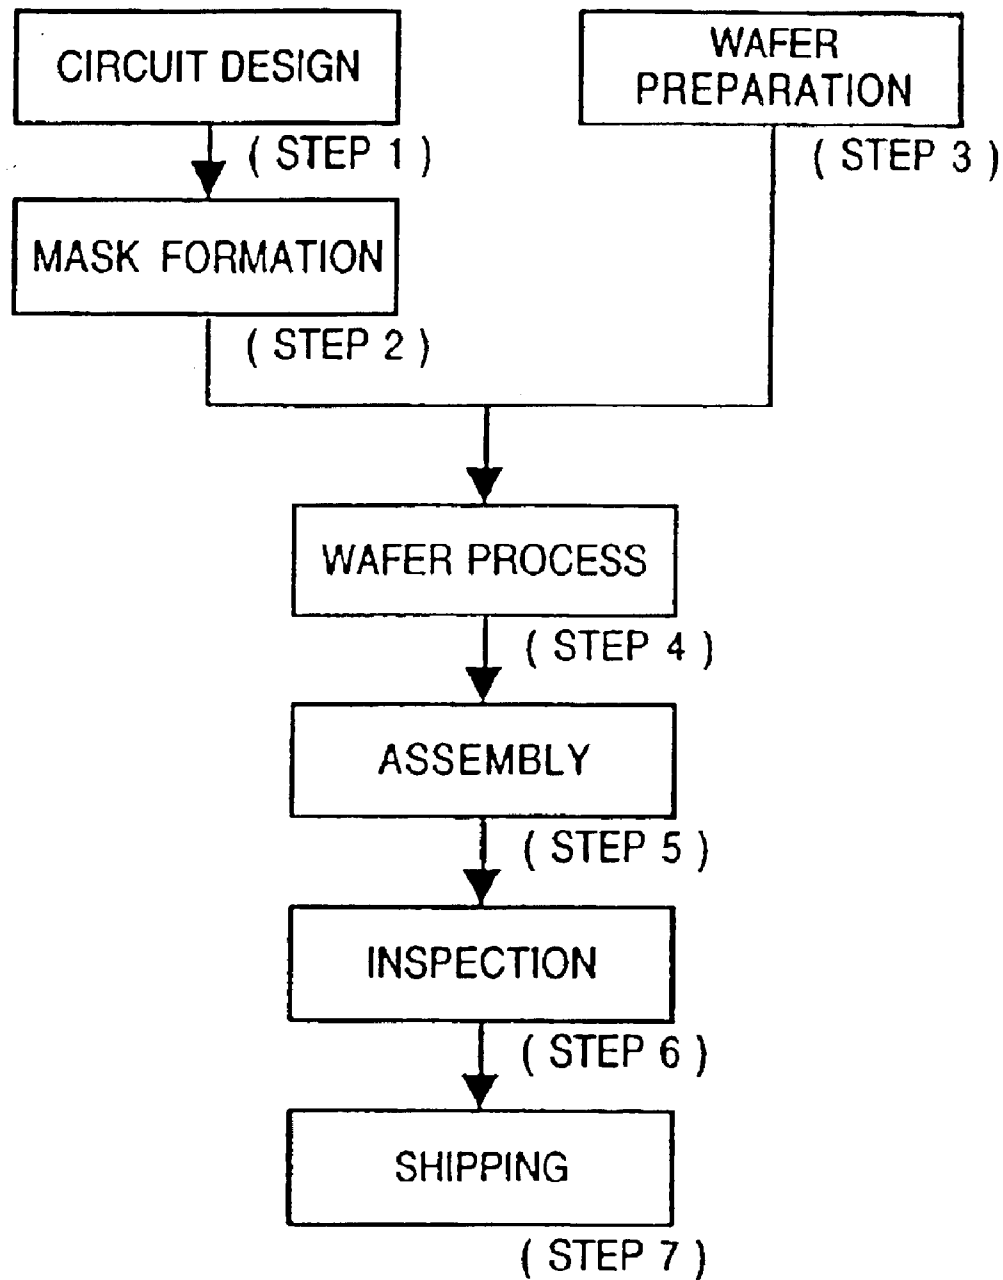 CIRCUIT DESIGN
( STEP 1 )
MASK FORMATION
( STEP 2 )
WAFER
PREPARATION
( STEP 3 )
WAFER PROCESS
( STEP 4 )
ASSEMBLY
( STEP 5 )
INSPECTION
( STEP 6 )
SHIPPING
( STEP 7 )